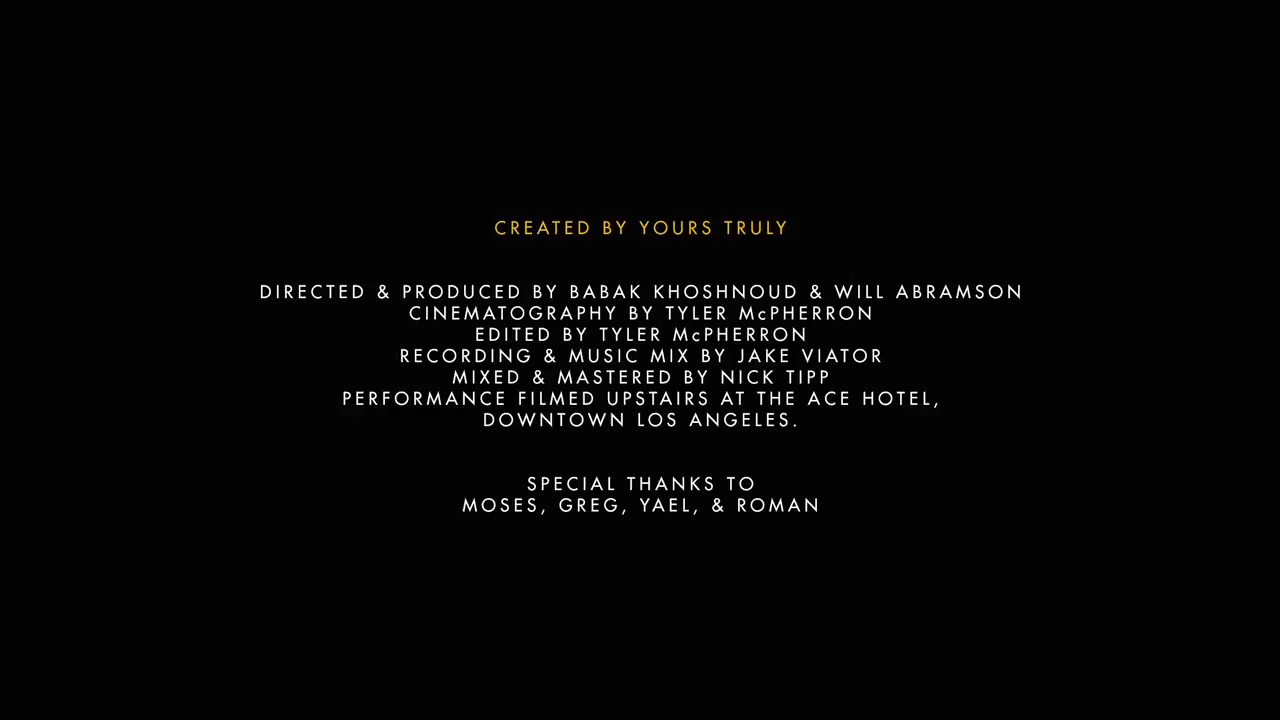 CREATED BY YOURS TRULY
DIRECTED & PRODUCED BY BABAK KHOSHNOUD & WILL ABRAMSON
CINEMATOGRAPHY BY TYLER McPHERRON
EDITED BY TYLER McPHERRON
RECORDING & MUSIC MIX BY JAKE VIATOR
MIXED & MASTERED BY NICK TIPP
PERFORMANCE FILMED UPSTAIRS AT THE ACE HOTEL,
DOWNTOWN LOS ANGELES.
SPECIAL THANKS TO
MOSES, GREG, YAEL, & ROMAN